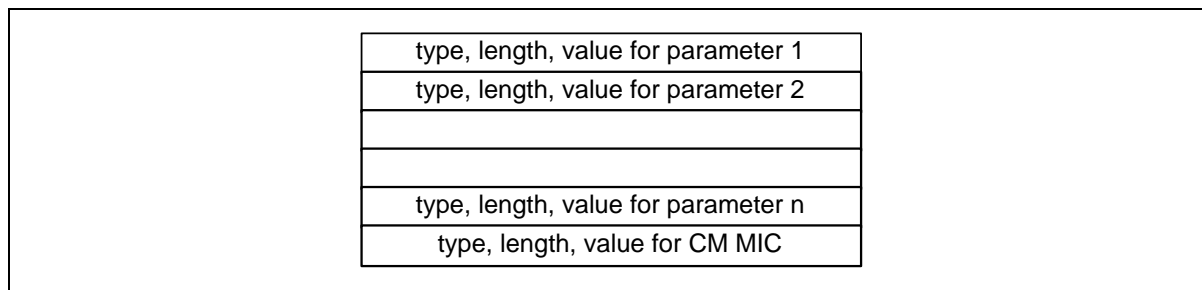 type, length, value for parameter 1
type, length, value for parameter 2
type, length, value for parameter n
type, length, value for CM MIC